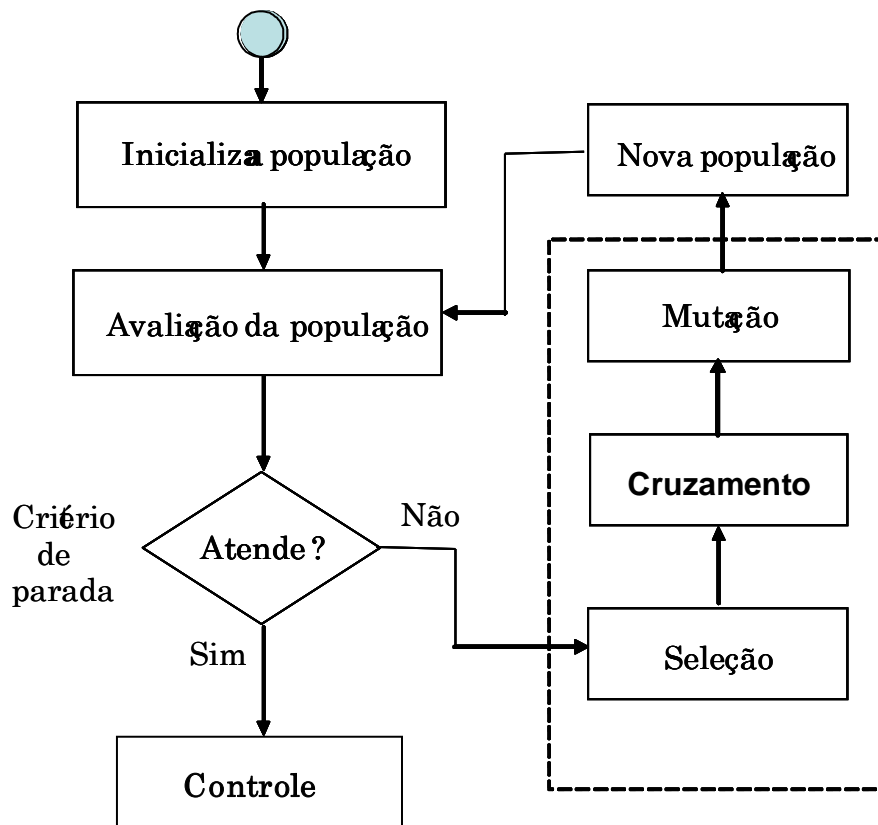 Inicializa a população
Nova população
Avaliação da população
Mutação
Cruzamento
Critério
de
parada
Atende?
Não
Sim
Seleção
Controle